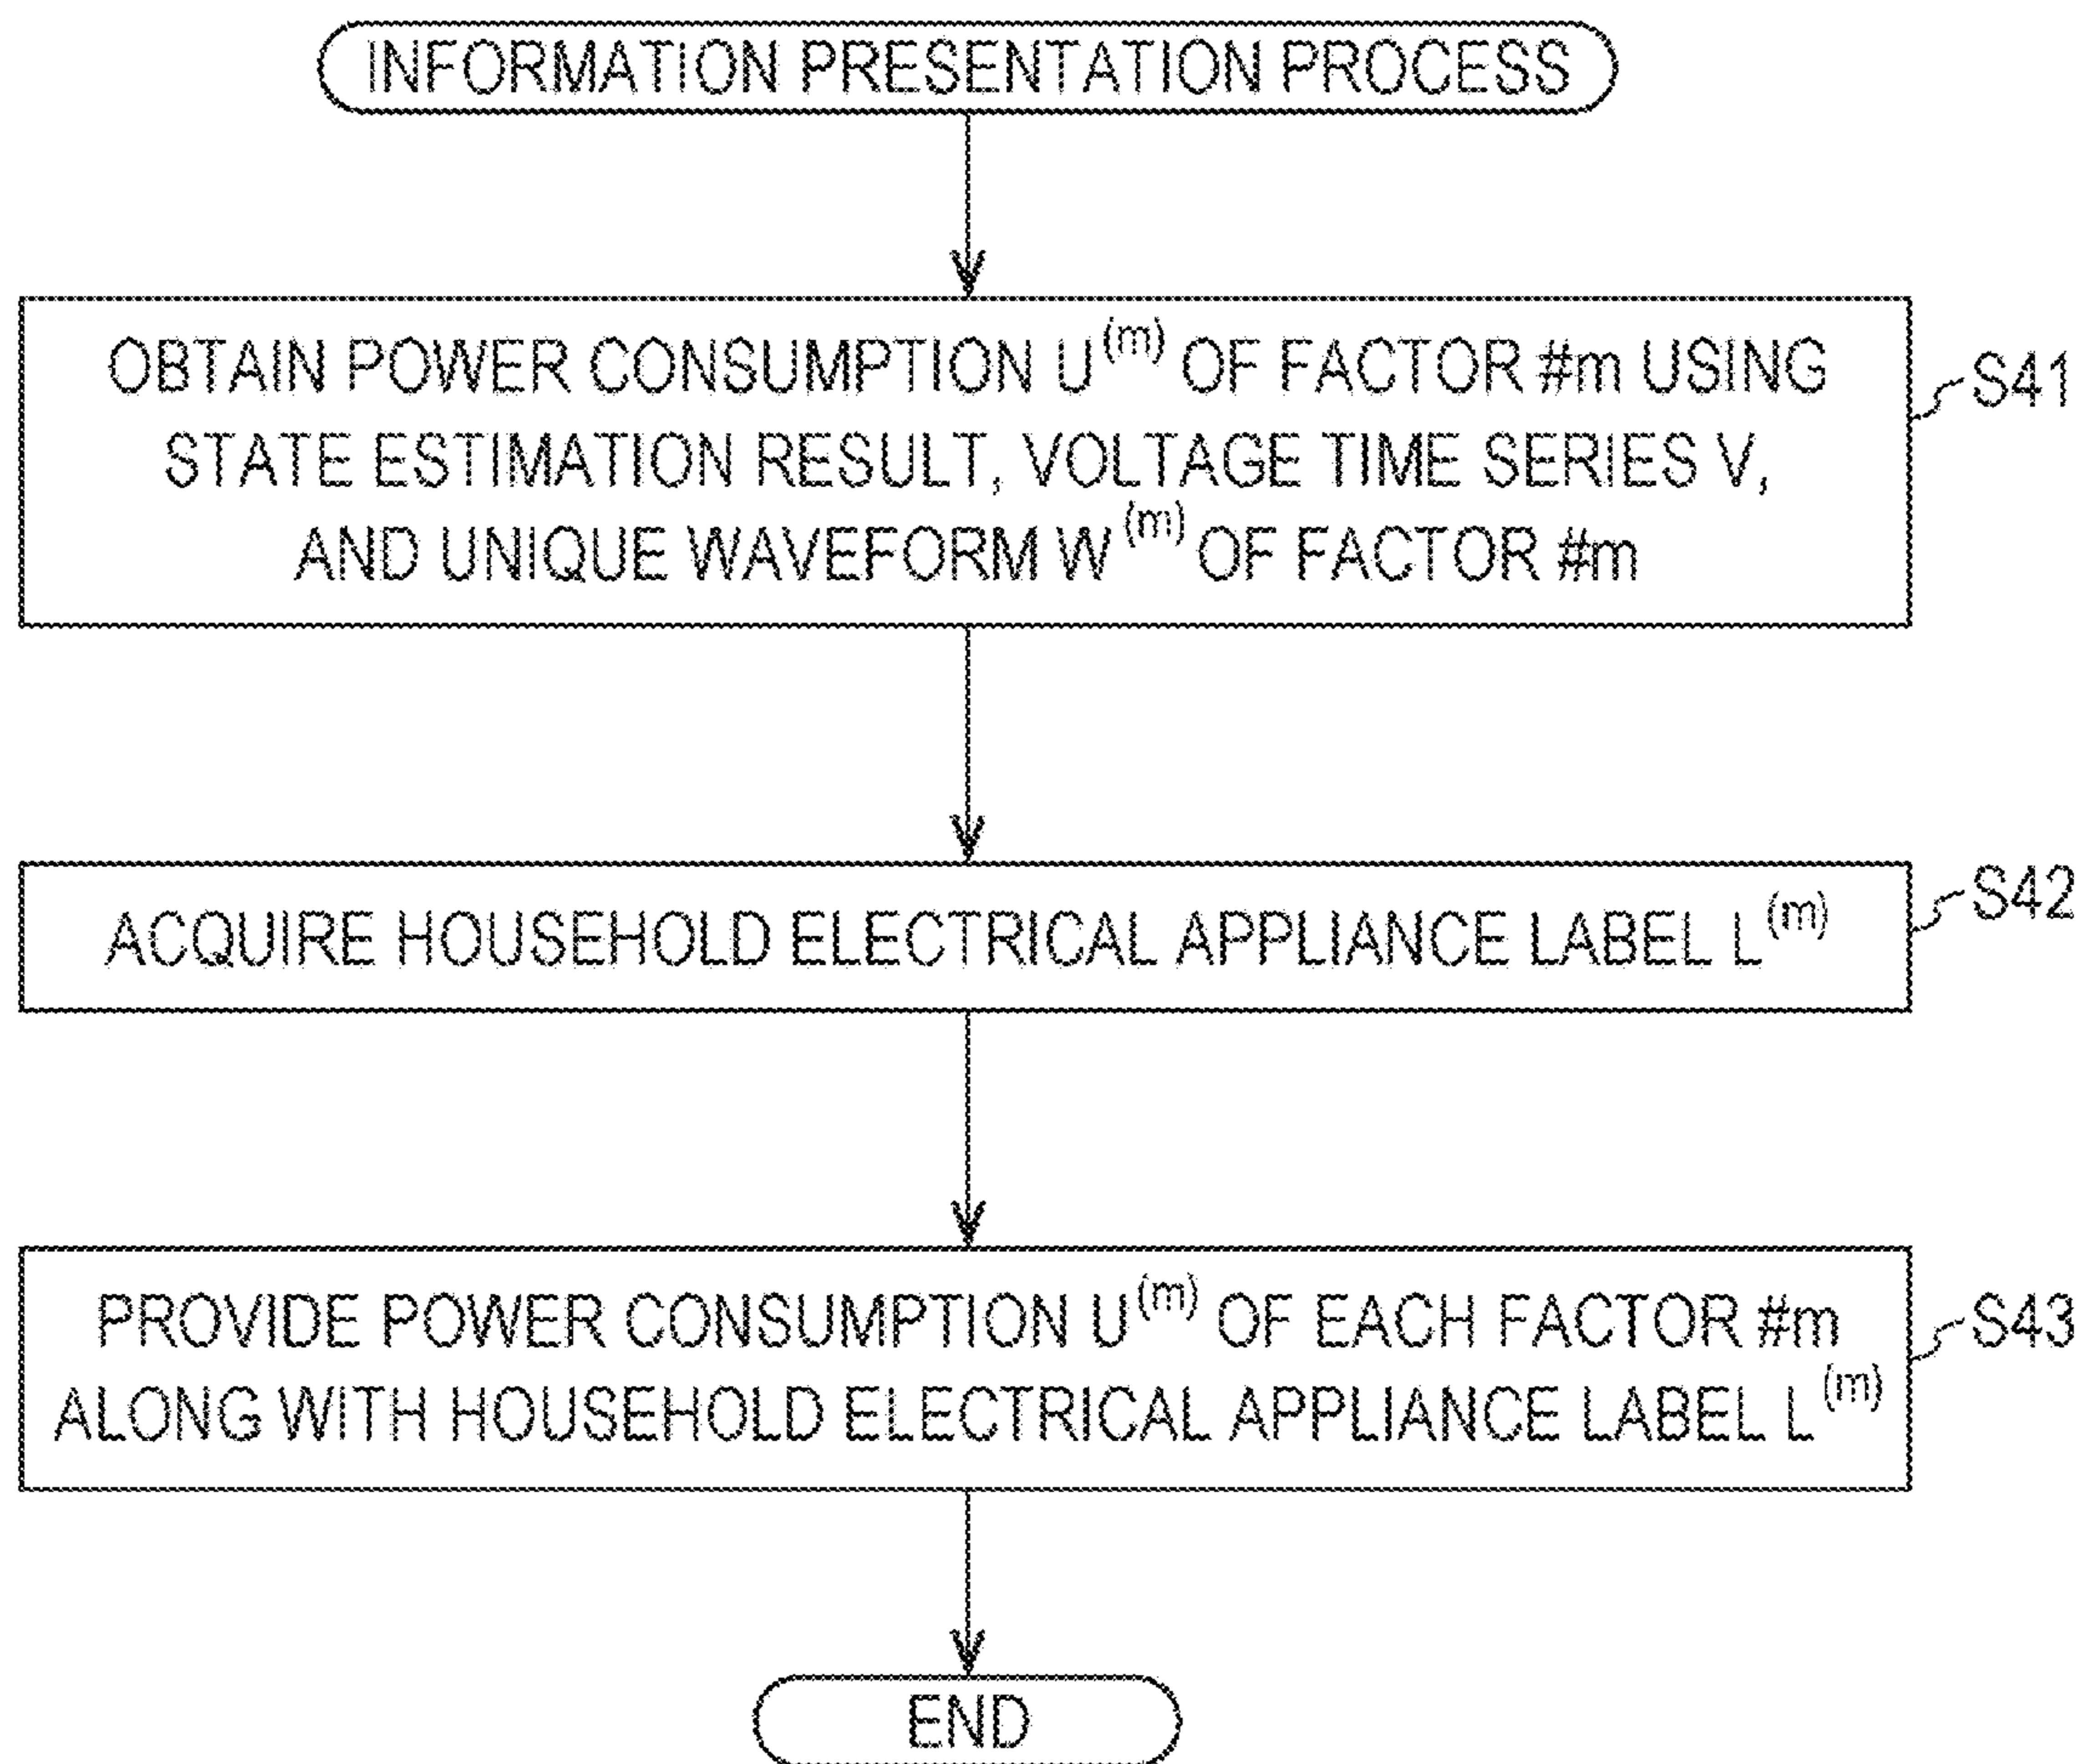 INFORMATION PRESENTATION PROCESS
OBTAIN POWER CONSUMPTION U(m) OF FACTOR #m USING
STATE ESTIMATION RESULT, VOLTAGE TIME SERIES V,
AND UNIQUE WAVEFORM W(m) OF FACTOR #m
S41
ACQUIRE HOUSEHOLD ELECTRICAL APPLIANCE LABEL L(m)
S42
PROVIDE POWER CONSUMPTION U(m) OF EACH FACTOR #m
ALONG WITH HOUSEHOLD ELECTRICAL APPLIANCE LABEL L(m)
S43
END